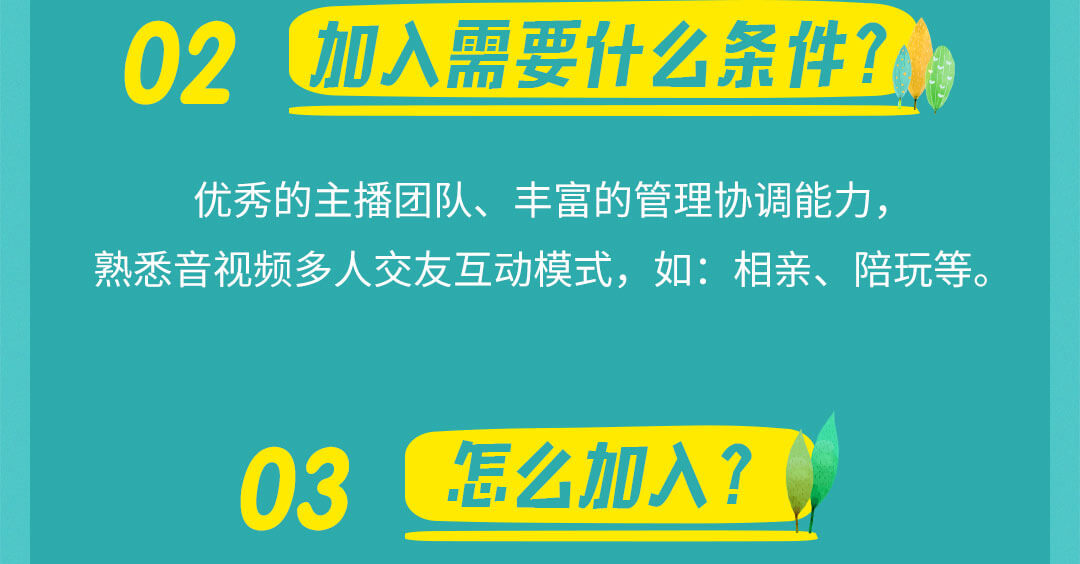 02
加入需要什么条件?
优秀的主播团队、丰富的管理协调能力，
熟悉音视频多人交友互动模式，如：相亲、陪玩等。
03
怎么加入?